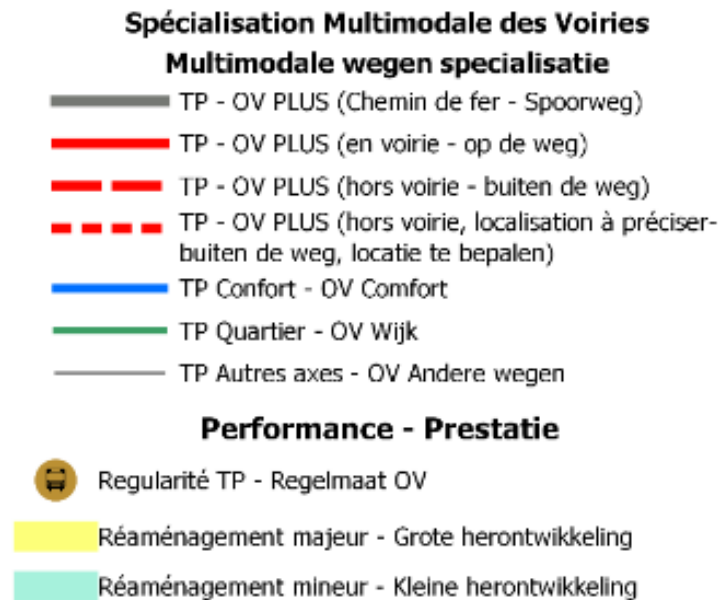 Spécialisation Multimodale des Voiries
Multimodale wegen specialisatie
TP - OV PLUS (Chemin de fer - Spoorweg)
TP - OV PLUS (en voirie - op de weg)
TP - OV PLUS (hors voirie - buiten de weg)
TP - OV PLUS (hors voirie, localisation à préciser-
buiten de weg, locatie te bepalen)
TP Confort - OV Comfort
TP Quartier - OV Wijk
TP Autres axes - OV Andere wegen
Performance - Prestatie
Regularité TP - Regelmaat OV
Réaménagement majeur - Grote herontwikkeling
Réaménagement mineur - Kleine herontwikkeling